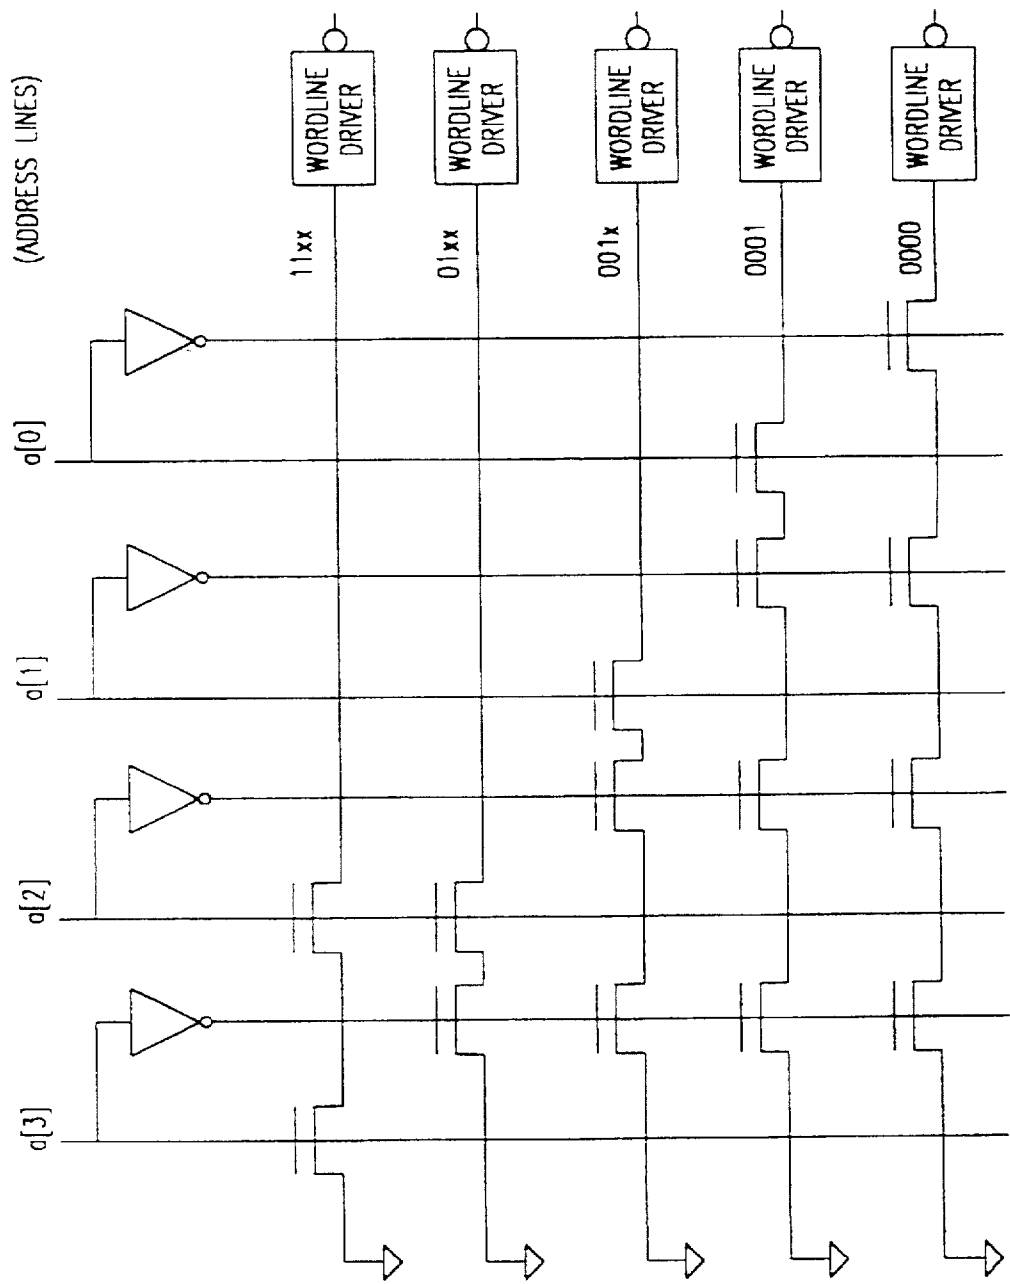 (ADDRESS LINES)
a[3]
a[2]
a[1]
a[0]
11xx
WORDLINE
DRIVER
01xx
WORDLINE
DRIVER
001x
WORDLINE
DRIVER
0001
WORDLINE
DRIVER
0000
WORDLINE
DRIVER